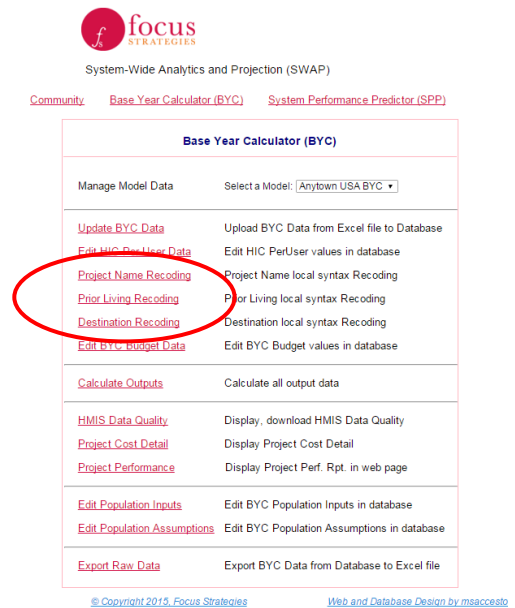 focus
STRATEGIES
fs
System-Wide Analytics and Projection (SWAP)
Community Base Year Calculator (BYC) System Performance Predictor (SPP)
Base Year Calculator (BYC)
Manage Model Data Select a Model: Anytown USA BYC
Update BYC Data Upload BYC Data from Excel file to Database
Edit HIC Per User Data Edit HIC PerUser values in database
Project Name Recoding Project Name local syntax Recoding
Prior Living Recoding Prior Living local syntax Recoding
Destination Recoding Destination local syntax Recoding
Edit BYC Budget Data Edit BYC Budget values in database
Calculate Outputs Calculate all output data
HMIS Data Quality Display, download HMIS Data Quality
Project Cost Detail Display Project Cost Detail
Project Performance Display Project Perf. Rpt. in web page
Edit Population Inputs Edit BYC Population Inputs in database
Edit Population Assumptions Edit BYC Population Assumptions in database
Export Raw Data Export BYC Data from Database to Excel file
© Copyright 2015, Focus Strategies Web and Database Design by msaccesto